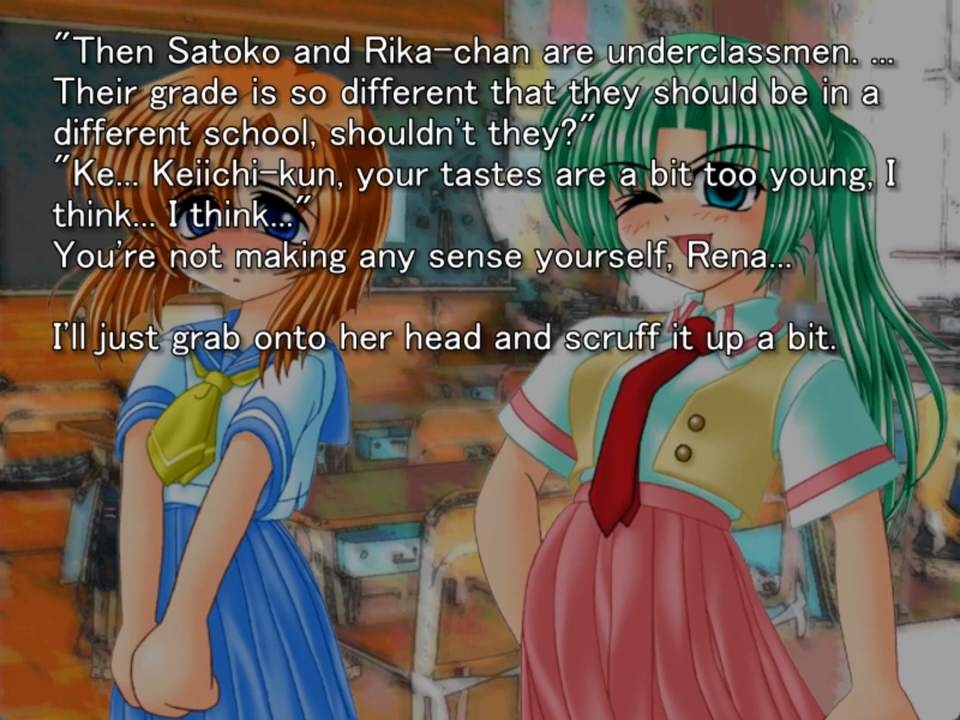 "Then Satoko and Rika-chan are underclassmen. ...
Their grade is so different that they should be in a
different school, shouldn't they?"
"Ke... Keiichi-kun, your tastes are a bit too young, I
think... I think..."
You're not making any sense yourself, Rena...
I'll just grab onto her head and scruff it up a bit.